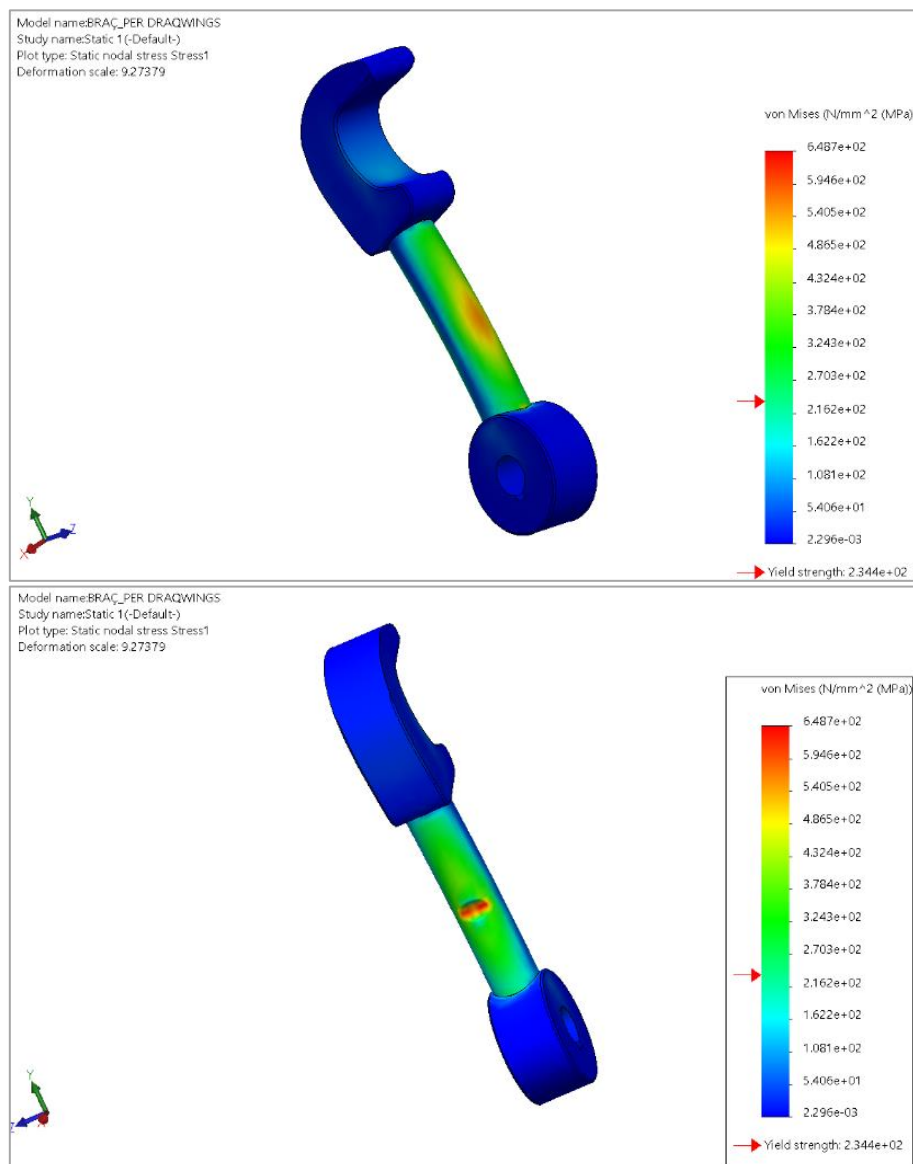 Model name:BRAÇ_PER DRAQWINGS
Study name:Static 1(-Default-)
Plot type: Static nodal stress Stress1
Deformation scale: 9.27379
von Mises (N/mm^2 (MPa)
6.487e+02
5.946e+02
5.405e+02
4.865e+02
4.324e+02
3.784e+02
3.243e+02
2.703e+02
2.162e+02
1.622e+02
1.081e+02
5.406e+01
2.296e-03
Yield strength: 2.344e+02
Y
Z
X
Model name:BRAÇ_PER DRAQWINGS
Study name:Static 1(-Default-)
Plot type: Static nodal stress Stress1
Deformation scale: 9.27379
von Mises (N/mm^2 (MPa))
6.487e+02
5.946e+02
5.405e+02
4.865e+02
4.324e+02
3.784e+02
3.243e+02
2.703e+02
2.162e+02
1.622e+02
1.081e+02
5.406e+01
2.296e-03
Yield strength: 2.344e+02
Y
Z